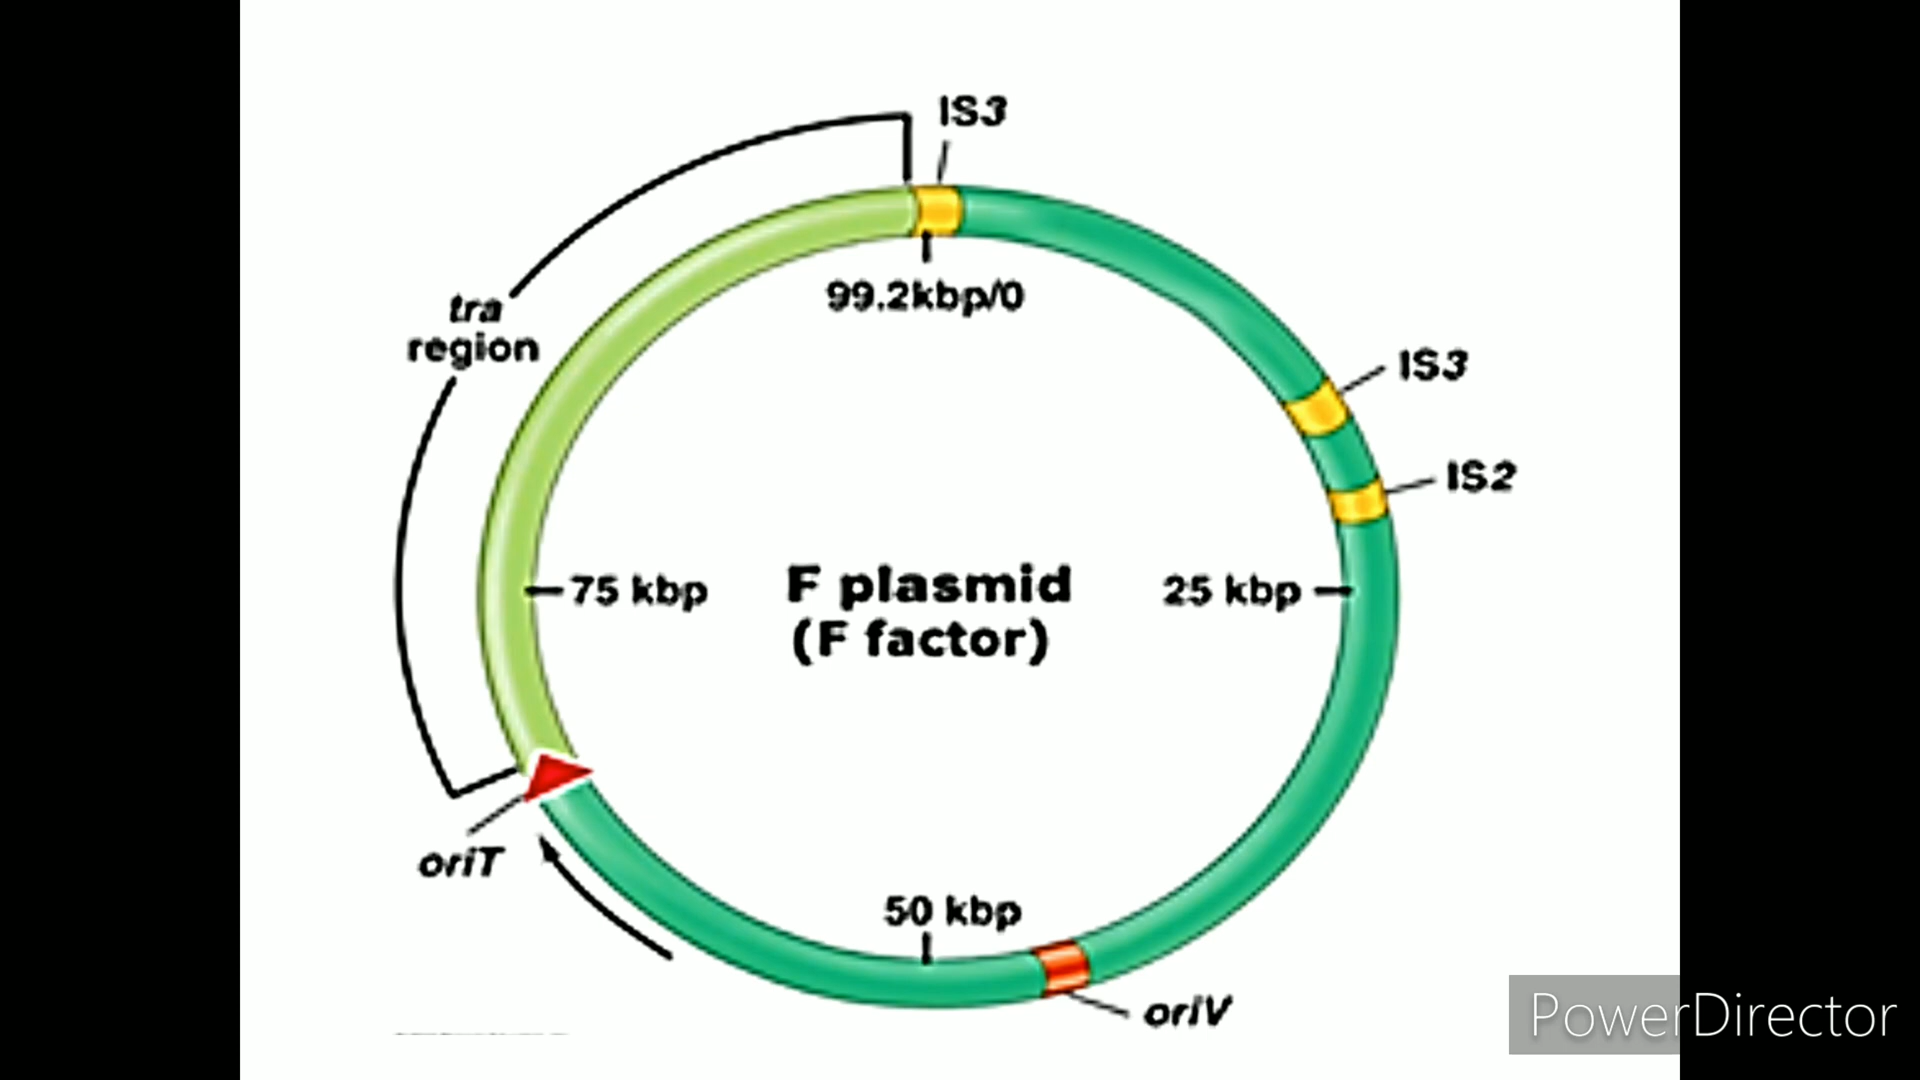 IS3
99.2kbp/0
tra
region
IS3
IS2
75 kbp
F plasmid
(F factor)
25 kbp
oriT
50 kbp
oriV
PowerDirector